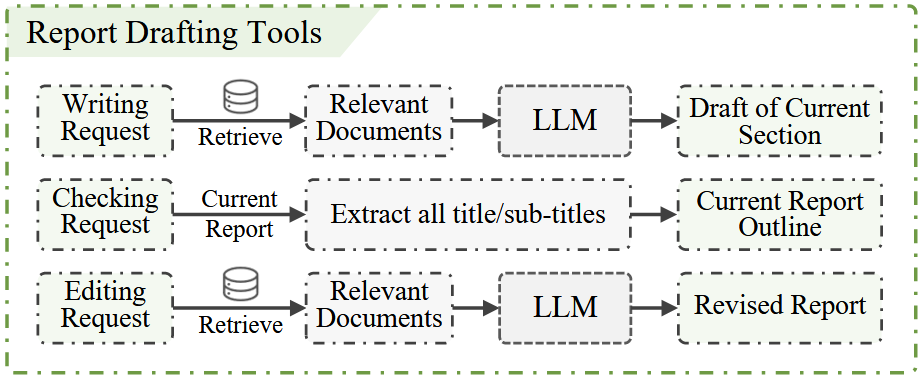 Report Drafting Tools
Writing
Request
Retrieve
Relevant
Documents
LLM
Draft of Current
Section
Checking
Request
Current
Report
Extract all title/sub-titles
Current Report
Outline
Editing
Request
Retrieve
Relevant
Documents
LLM
Revised Report